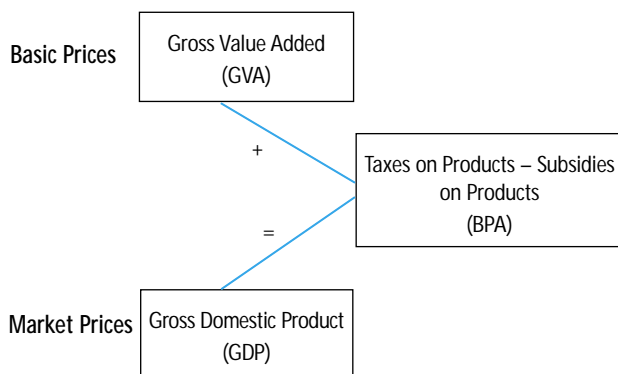 Basic Prices
Gross Value Added
(GVA)
+
Taxes on Products – Subsidies
on Products
(BPA)
=
Market Prices
Gross Domestic Product
(GDP)